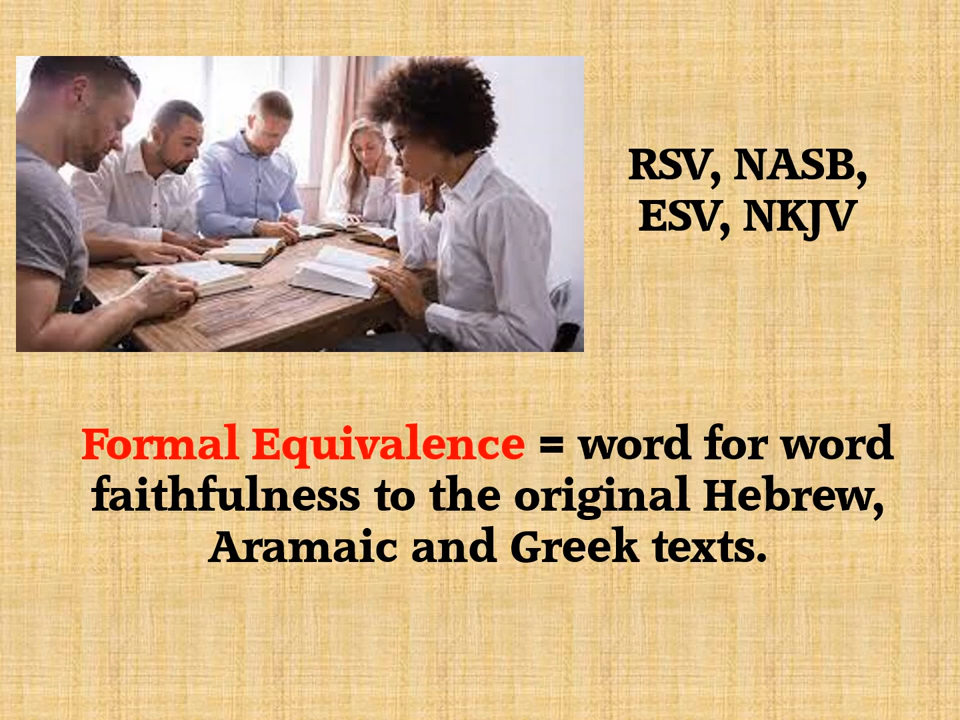 RSV, NASB,
ESV, NKJV
Formal Equivalence = word for word
faithfulness to the original Hebrew,
Aramaic and Greek texts.